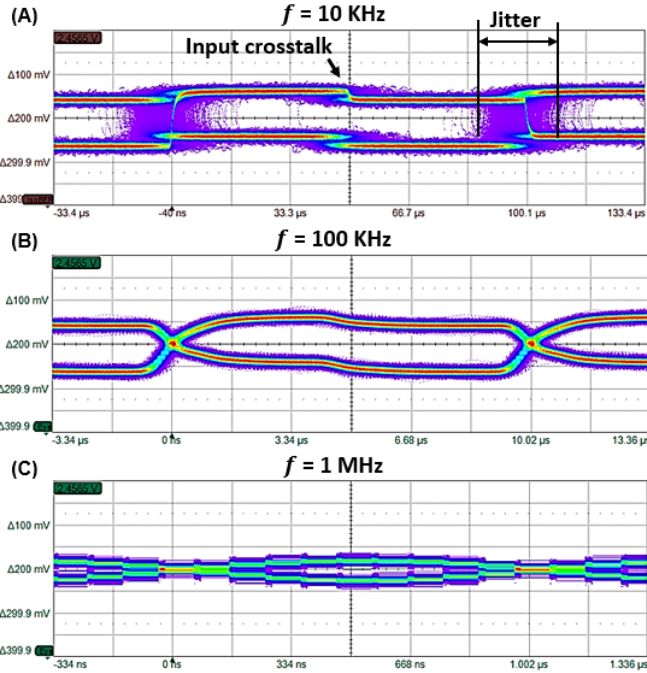 (A)
f = 10 KHz
2.4565 V
Input crosstalk
Jitter
Δ100 mV
Δ200 mV
Δ299.9 mV
Δ399
-33.4 µs
-40 ns
33.3 µs
66.7 µs
100.1 µs
133.4 µs
(B)
f = 100 KHz
2.4565 V
Δ100 mV
Δ200 mV
Δ299.9 mV
Δ399.9
-3.34 µs
0 ns
3.34 µs
6.68 µs
10.02 µs
13.36 µs
(C)
f = 1 MHz
2.4565 V
Δ100 mV
Δ200 mV
Δ299.9 mV
Δ399.9
-334 ns
0 ns
334 ns
668 ns
1.002 µs
1.336 µs